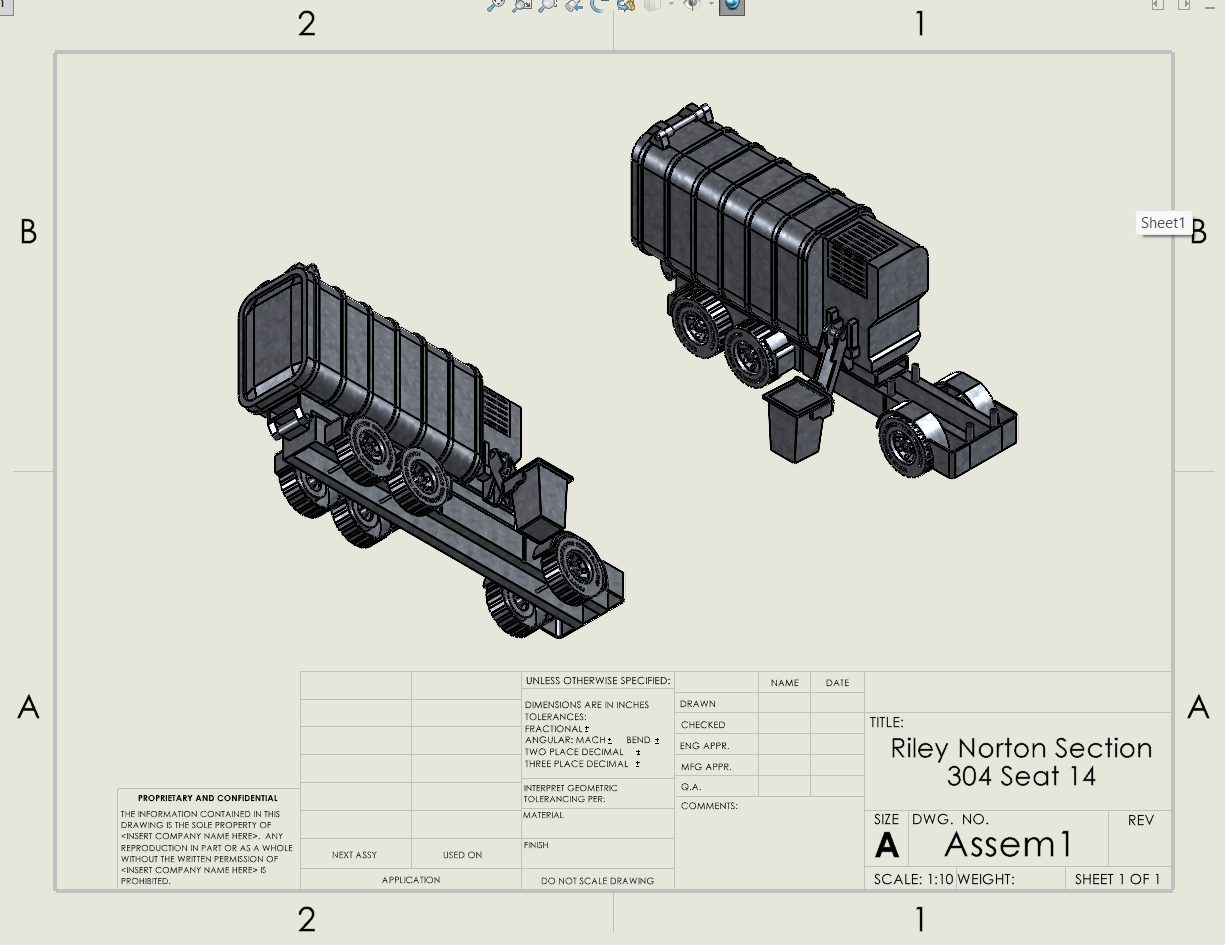 2
1
B
Sheet1
B
A
A
UNLESS OTHERWISE SPECIFIED:
DIMENSIONS ARE IN INCHES
TOLERANCES:
FRACTIONAL±
ANGULAR: MACH± BEND ±
TWO PLACE DECIMAL ±
THREE PLACE DECIMAL ±
INTERPRET GEOMETRIC
TOLERANCING PER:
MATERIAL
FINISH
DO NOT SCALE DRAWING
NAME DATE
DRAWN
CHECKED
ENG APPR.
MFG APPR.
Q.A.
COMMENTS:
TITLE:
Riley Norton Section
304 Seat 14
SIZE DWG. NO. REV
A Assem1
SCALE: 1:10 WEIGHT: SHEET 1 OF 1
PROPRIETARY AND CONFIDENTIAL
THE INFORMATION CONTAINED IN THIS
DRAWING IS THE SOLE PROPERTY OF
<INSERT COMPANY NAME HERE>. ANY
REPRODUCTION IN PART OR AS A WHOLE
WITHOUT THE WRITTEN PERMISSION OF
<INSERT COMPANY NAME HERE> IS
PROHIBITED.
NEXT ASSY USED ON
APPLICATION
2
1